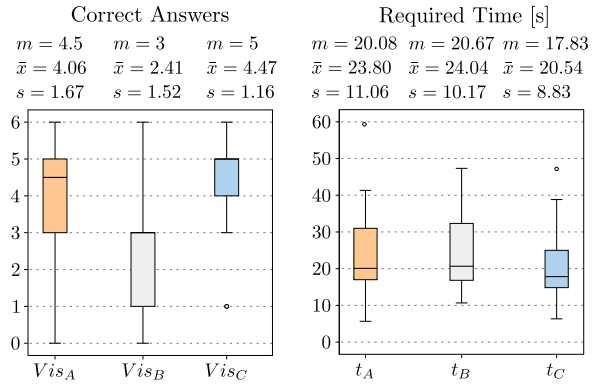 Correct Answers
m = 4.5 m = 3 m = 5
x̄ = 4.06 x̄ = 2.41 x̄ = 4.47
s = 1.67 s = 1.52 s = 1.16
6
5
4
3
2
1
0
Vis_A Vis_B Vis_C
Required Time [s]
m = 20.08 m = 20.67 m = 17.83
x̄ = 23.80 x̄ = 24.04 x̄ = 20.54
s = 11.06 s = 10.17 s = 8.83
60
50
40
30
20
10
0
t_A t_B t_C